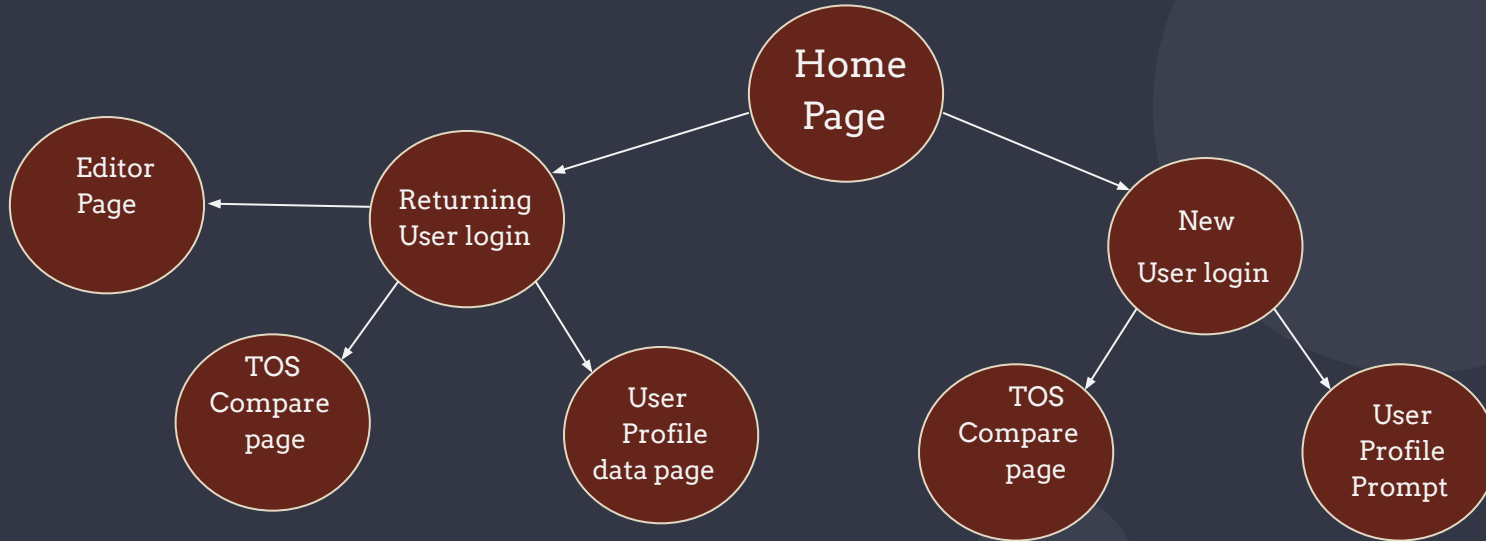 Home
Page
Editor
Page
Returning
User login
New
User login
TOS
Compare
page
User
Profile
data page
TOS
Compare
page
User
Profile
Prompt